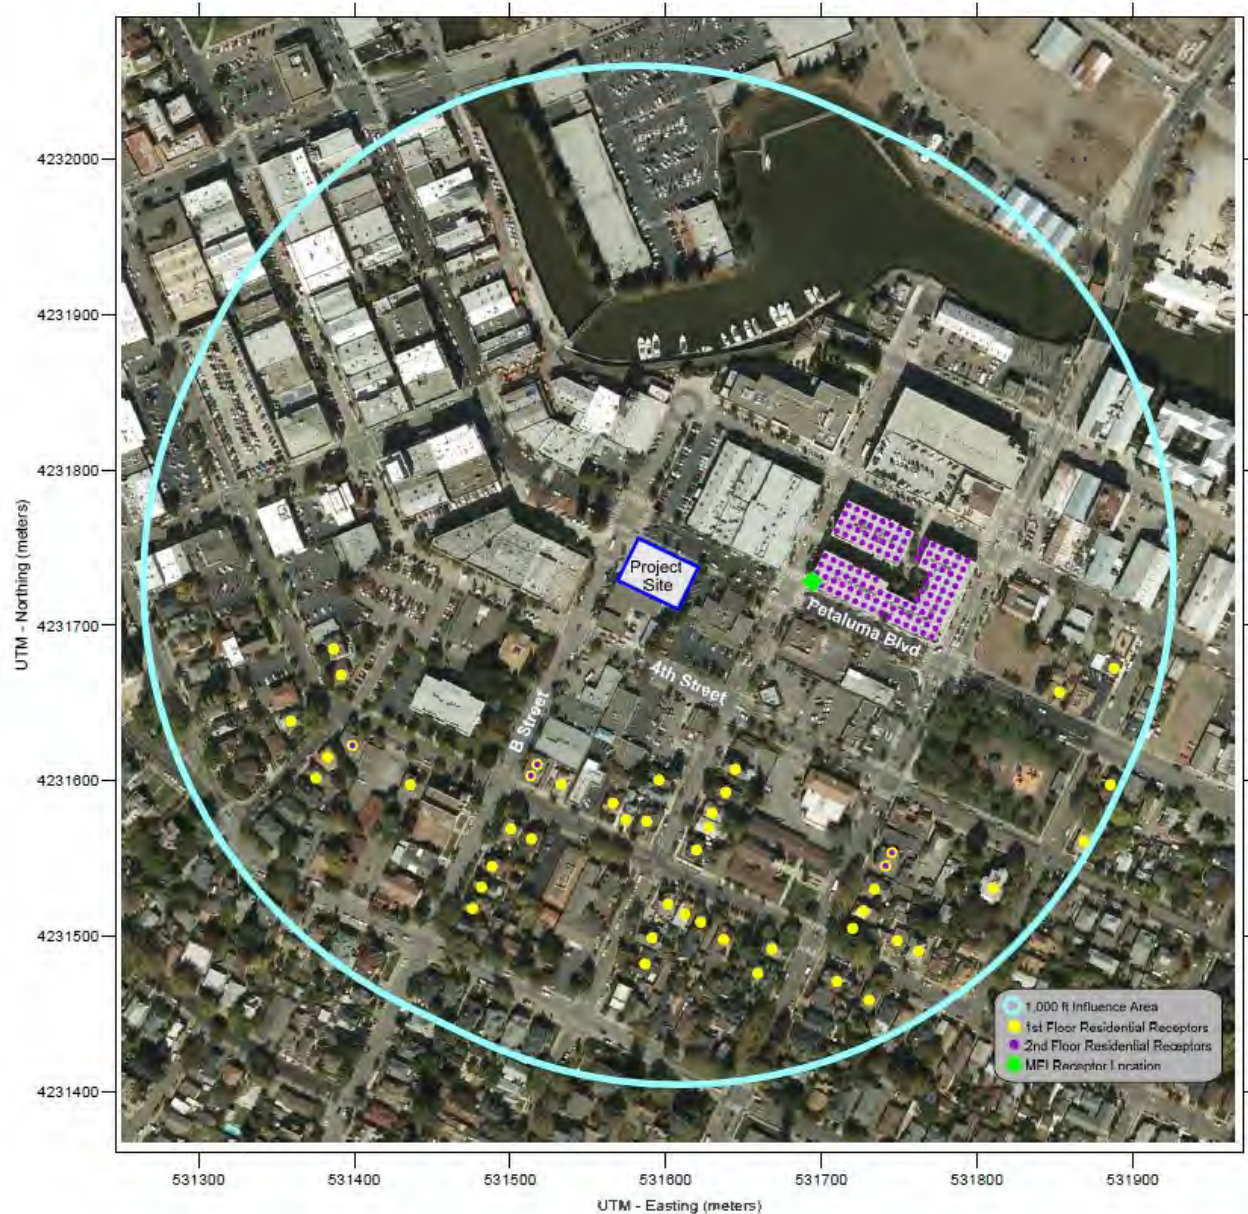 4232000
4231900
4231800
4231700
4231600
4231500
4231400
UTM - Northing (meters)
Project
Site
Petaluma Blvd
4th Street
B Street
1,000 ft Influence Area
1st Floor Residential Receptors
2nd Floor Residential Receptors
MEI Receptor Location
531300
531400
531500
531600
531700
531800
531900
UTM - Easting (meters)